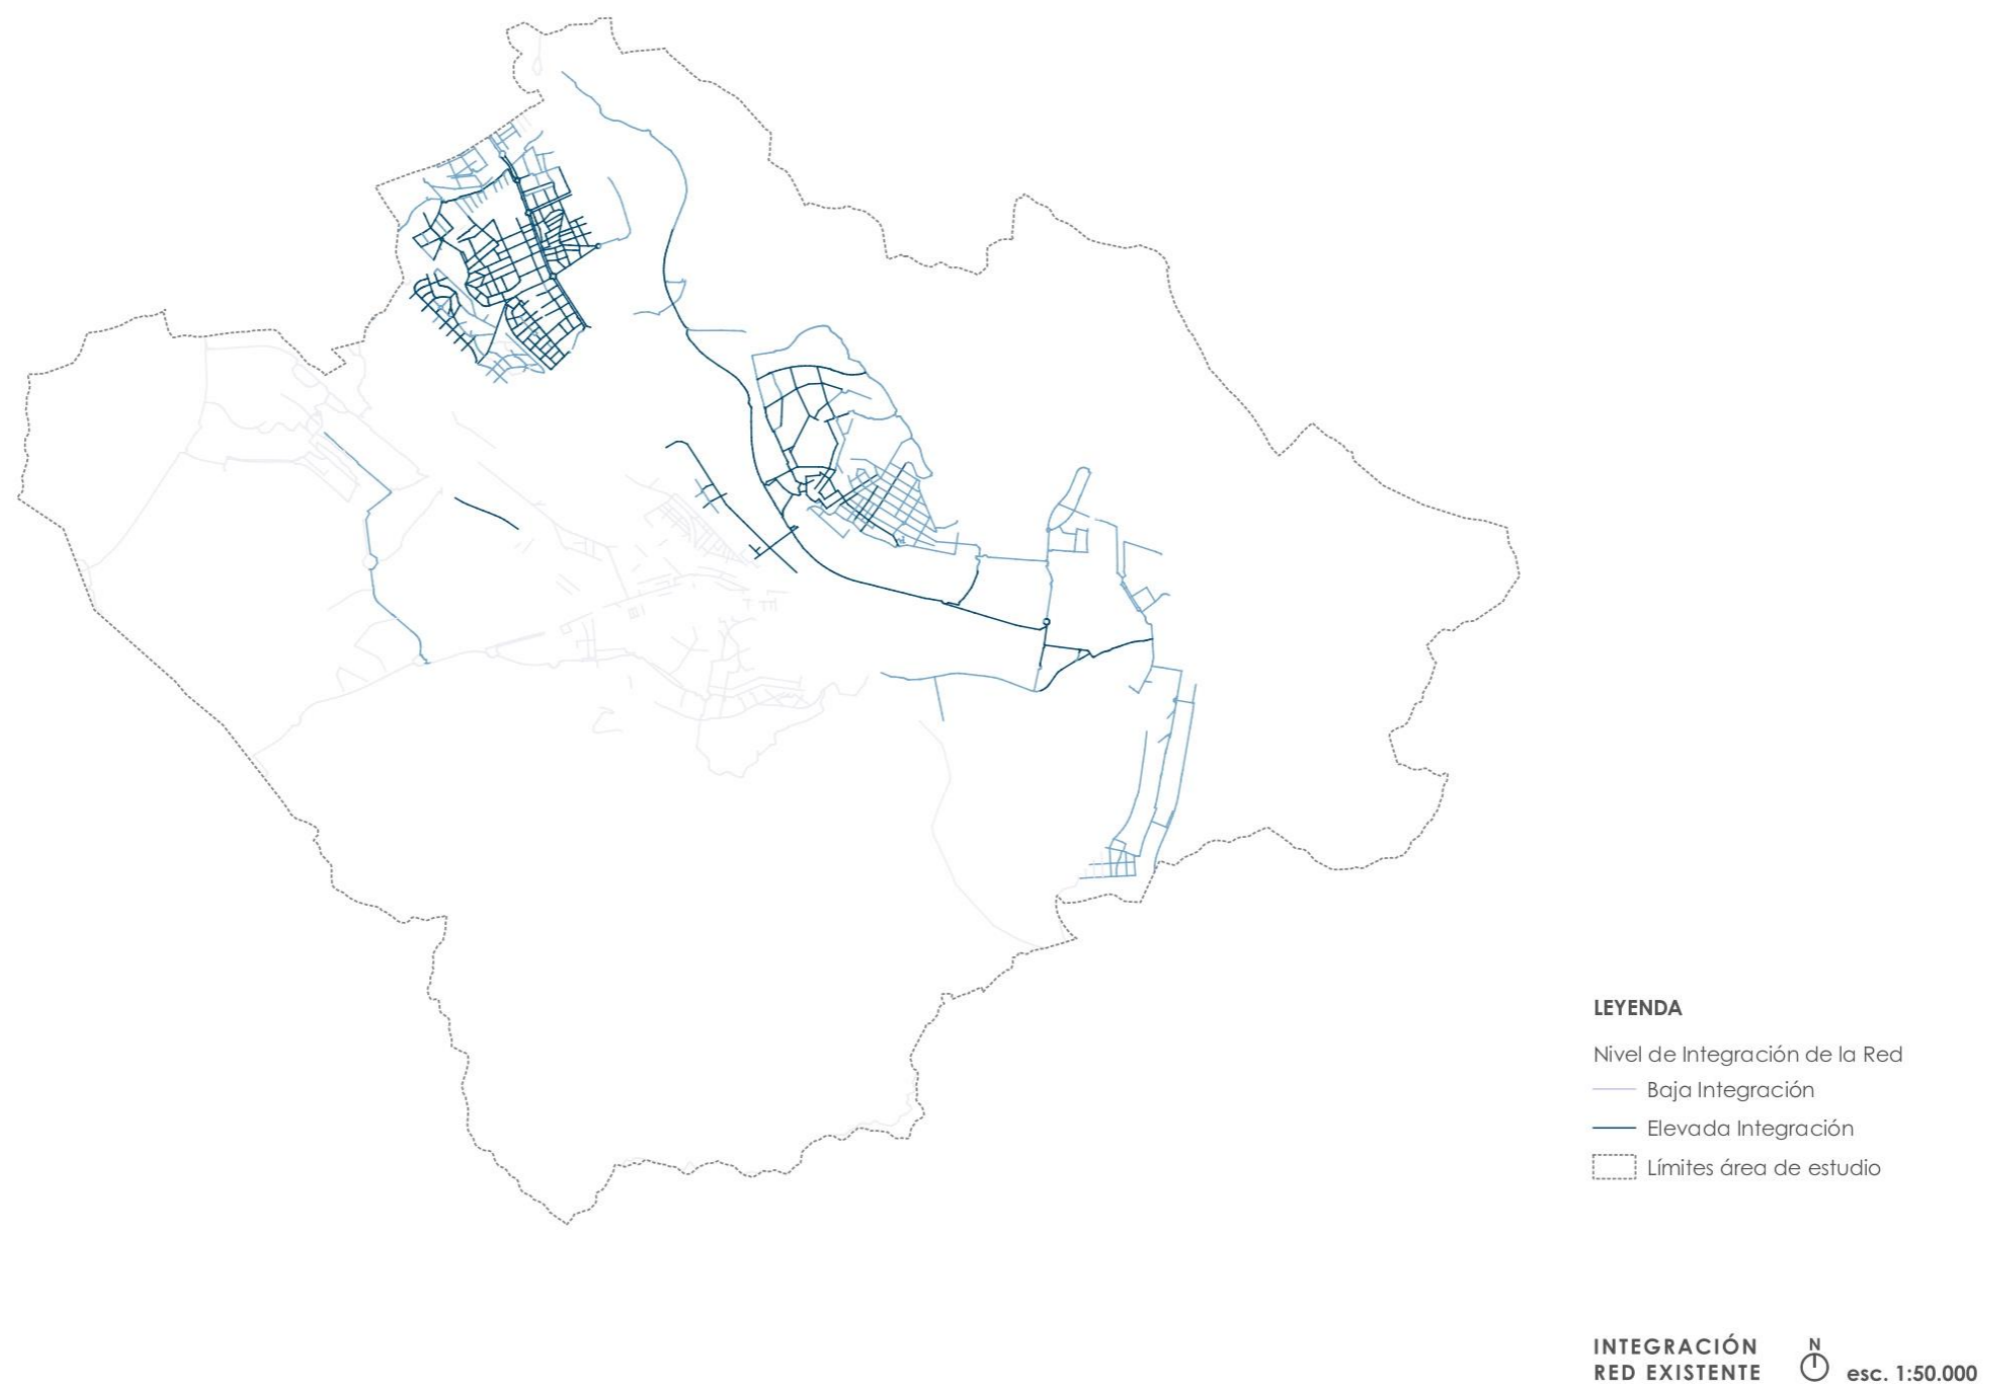 LEYENDA
Nivel de Integración de la Red
Baja Integración
Elevada Integración
Límites área de estudio
INTEGRACIÓN
RED EXISTENTE
N
esc. 1:50.000